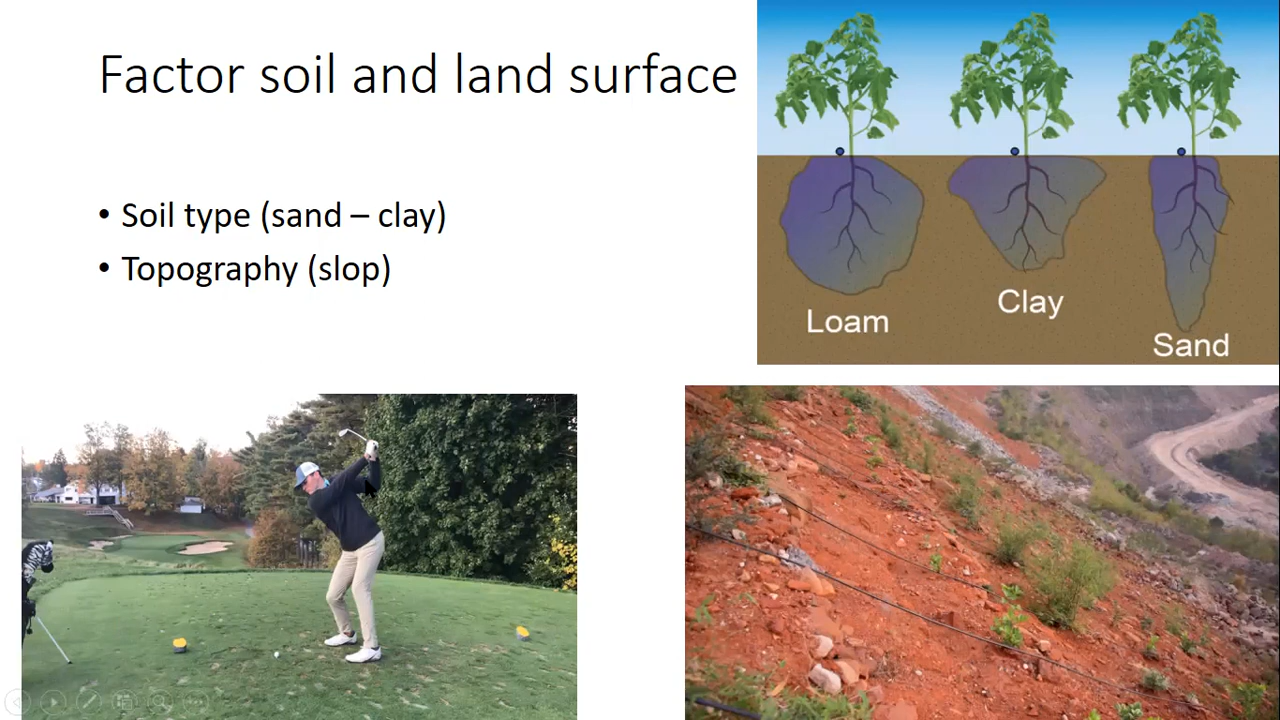 Factor soil and land surface
• Soil type (sand – clay)
• Topography (slop)
Loam
Clay
Sand